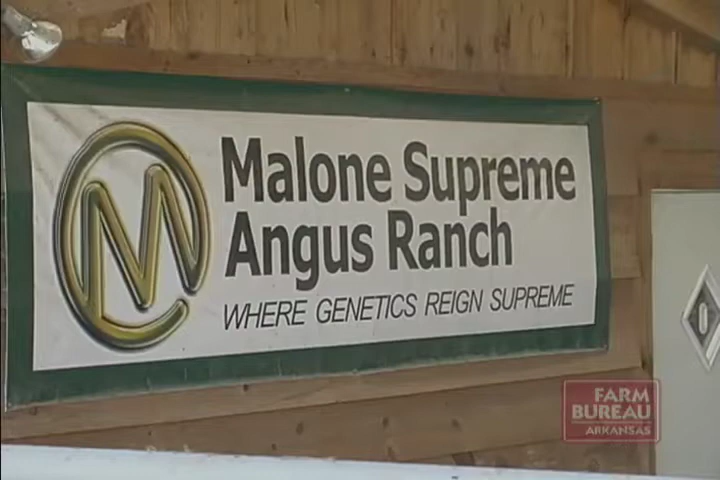 M
Malone Supreme
Angus Ranch
WHERE GENETICS REIGN SUPREME
FARM
BUREAU
ARKANSAS